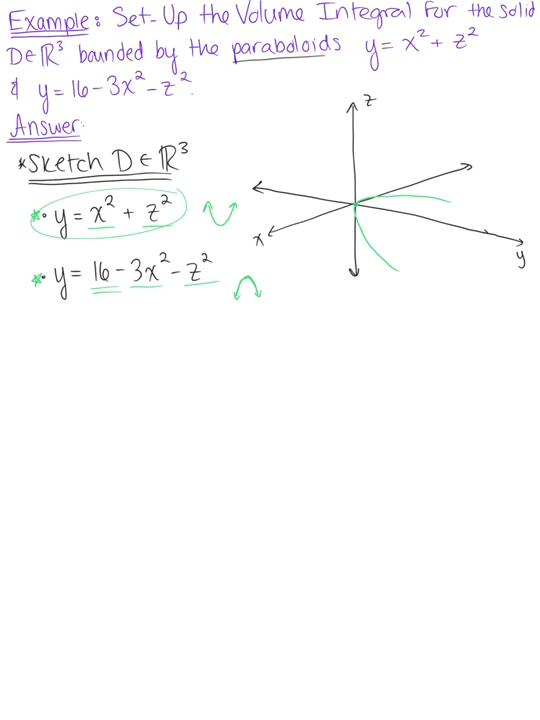 Example: Set-Up the Volume Integral for the solid
D∈ℝ³ bounded by the paraboloids y = x² + z²
& y = 16 - 3x² - z².
Answer:
*Sketch D ∈ ℝ³
*• y = x² + z²
*• y = 16 - 3x² - z²
z
x
y